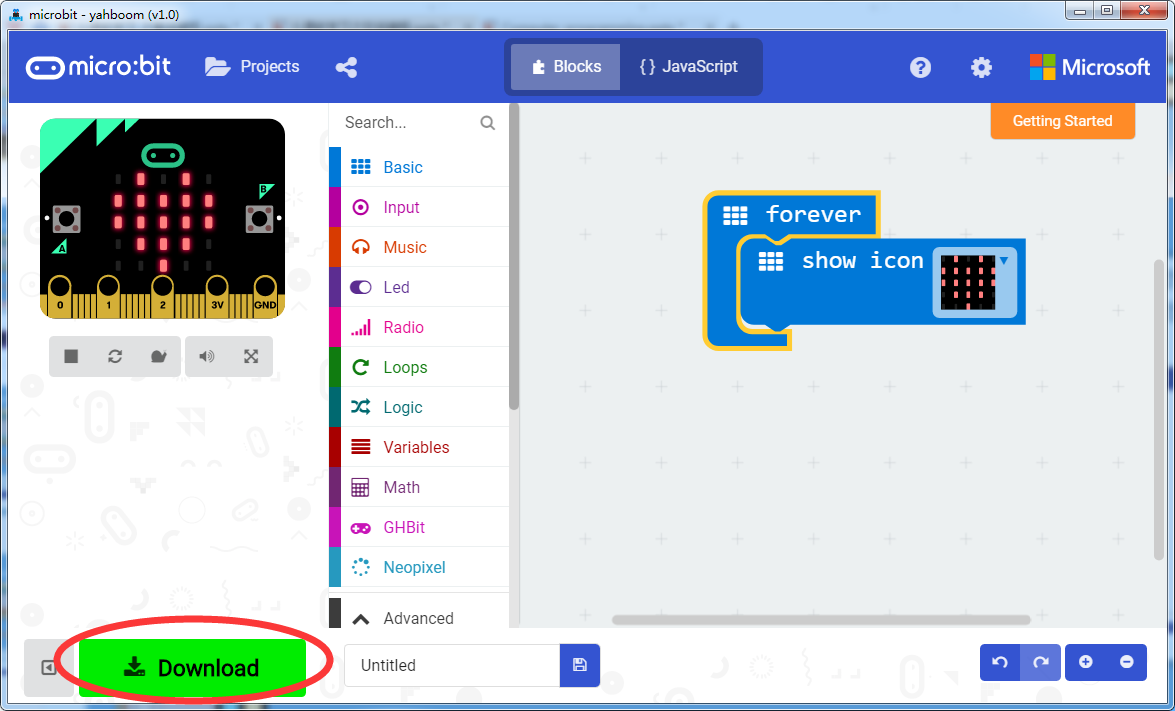 microbit - yahboom (v1.0)
micro:bit
Projects
Blocks
{ } JavaScript
Microsoft
Search...
Getting Started
Basic
Input
Music
Led
Radio
Loops
Logic
Variables
Math
GHBit
Neopixel
Advanced
B
A
0 1 2 3V GND
forever
show icon
Download
Untitled